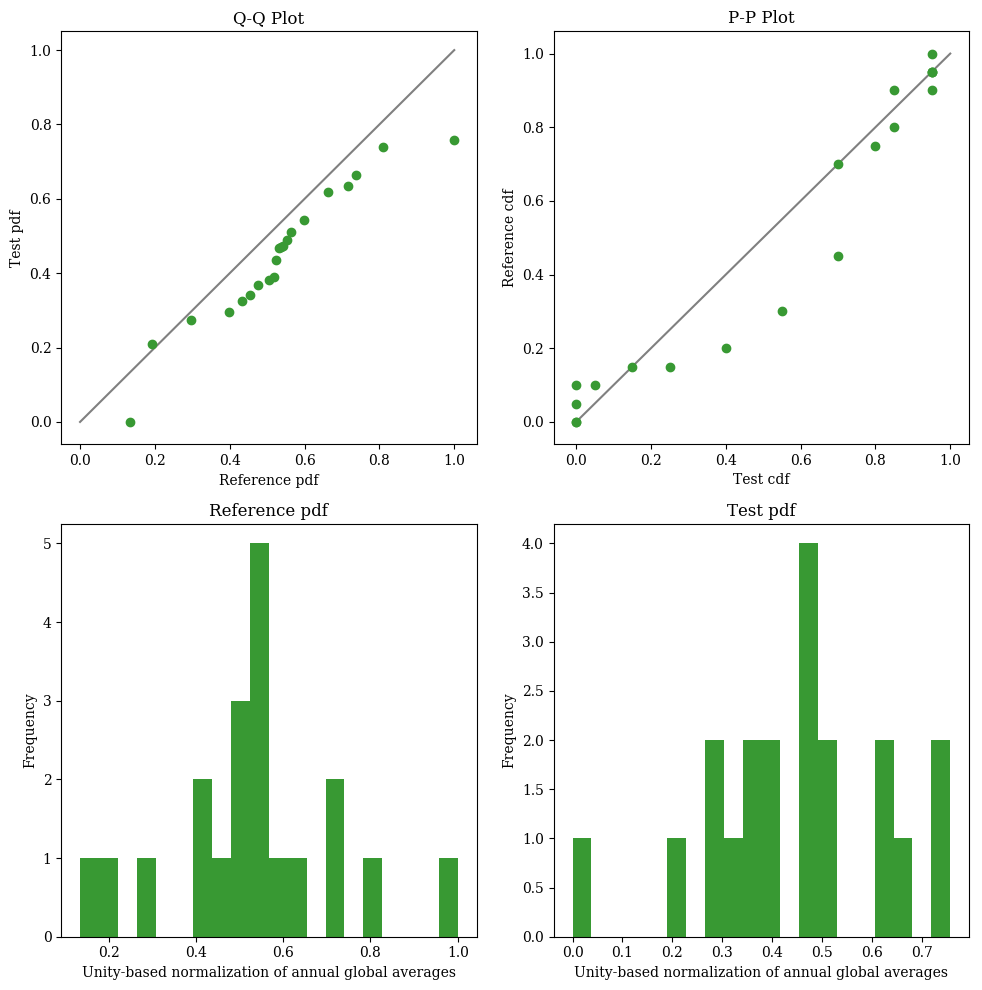 Q-Q Plot
1.0
0.8
0.6
0.4
0.2
0.0
Test pdf
0.0 0.2 0.4 0.6 0.8 1.0
Reference pdf
P-P Plot
1.0
0.8
0.6
0.4
0.2
0.0
Reference cdf
0.0 0.2 0.4 0.6 0.8 1.0
Test cdf
Reference pdf
5
4
3
2
1
0
Frequency
0.2 0.4 0.6 0.8 1.0
Unity-based normalization of annual global averages
Test pdf
4.0
3.5
3.0
2.5
2.0
1.5
1.0
0.5
0.0
Frequency
0.0 0.1 0.2 0.3 0.4 0.5 0.6 0.7
Unity-based normalization of annual global averages